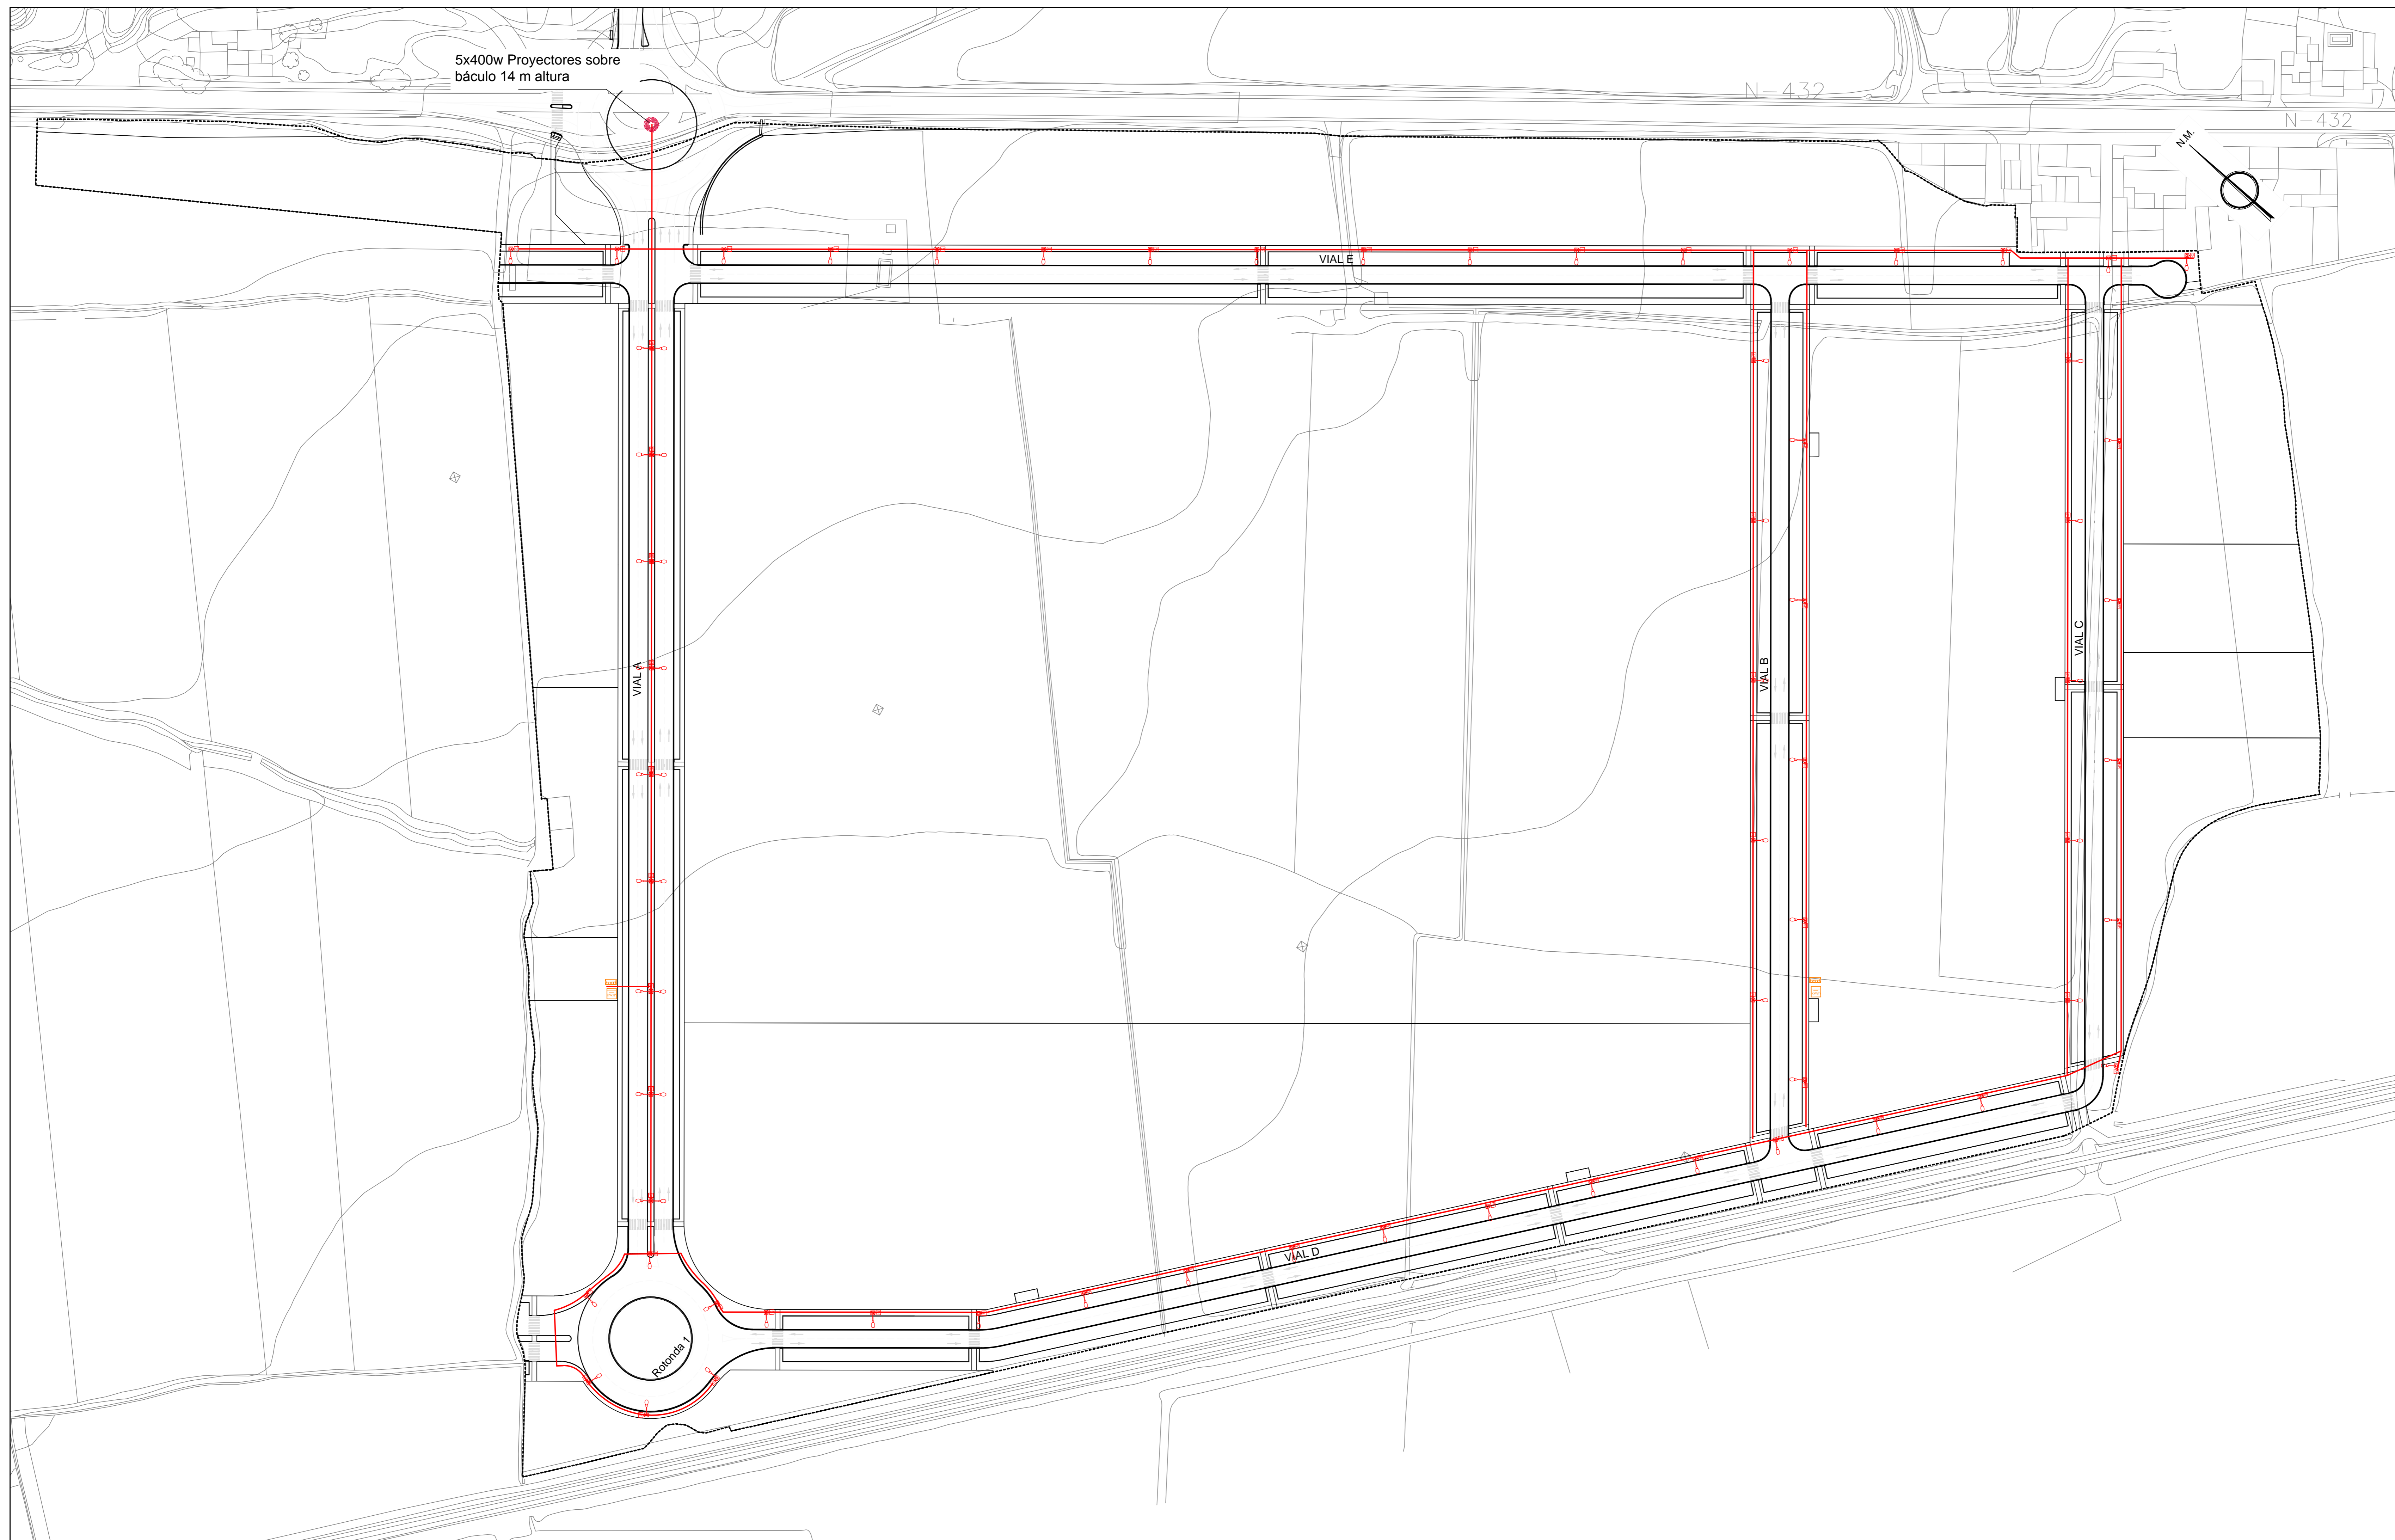 5x400w Proyectores sobre
báculo 14 m altura
N-432
N-432
N.M.
VIAL E
VIAL A
VIAL B
VIAL C
VIAL D
Rotonda 1